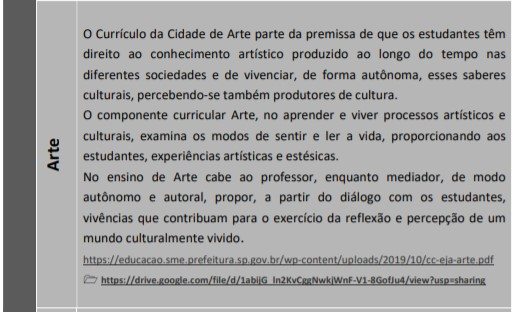 Arte
O Currículo da Cidade de Arte parte da premissa de que os estudantes têm
direito ao conhecimento artístico produzido ao longo do tempo nas
diferentes sociedades e de vivenciar, de forma autônoma, esses saberes
culturais, percebendo-se também produtores de cultura.
O componente curricular Arte, no aprender e viver processos artísticos e
culturais, examina os modos de sentir e ler a vida, proporcionando aos
estudantes, experiências artísticas e estésicas.
No ensino de Arte cabe ao professor, enquanto mediador, de modo
autônomo e autoral, propor, a partir do diálogo com os estudantes,
vivências que contribuam para o exercício da reflexão e percepção de um
mundo culturalmente vivido.
https://educacao.sme.prefeitura.sp.gov.br/wp-content/uploads/2019/10/cc-eja-arte.pdf
https://drive.google.com/file/d/1abijG_In2KvCggNwkjWnF-V1-8GofJu4/view?usp=sharing